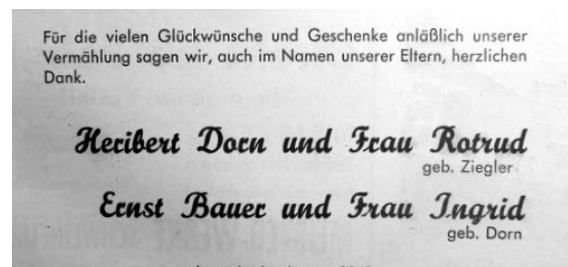 Für die vielen Glückwünsche und Geschenke anläßlich unserer
Vermählung sagen wir, auch im Namen unserer Eltern, herzlichen
Dank.
Heribert Dorn und Frau Rotrud
geb. Ziegler
Ernst Bauer und Frau Ingrid
geb. Dorn